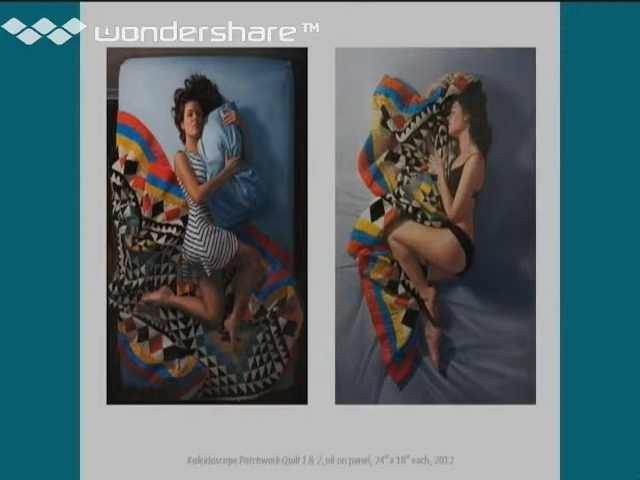 wondershare™
Kaleidoscope Patchwork Quilt 1 & 2, oil on panel, 24" x 18" each, 2012